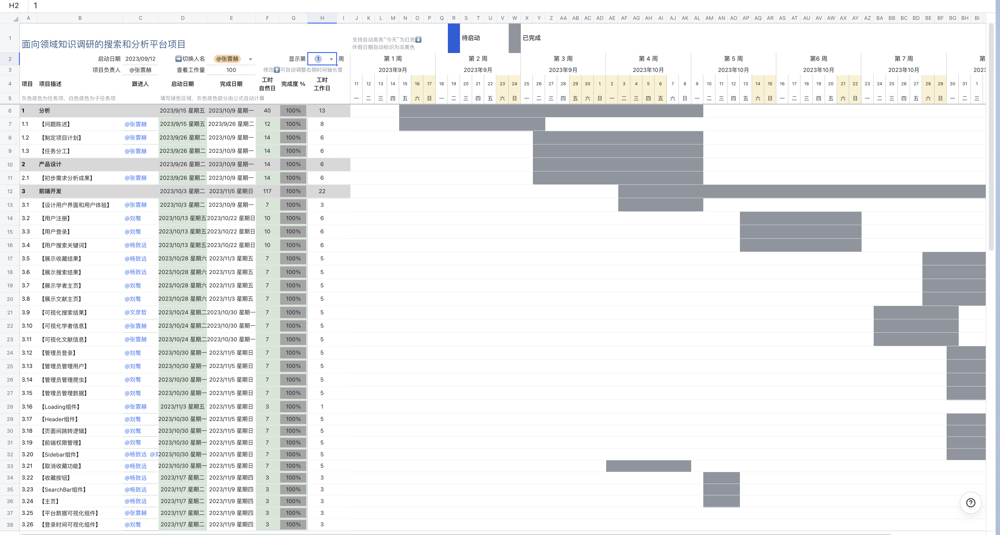 H2 1
A B C D E F G H I J K L M N O P Q R S T U V W X Y Z AA AB AC AD AE AF AG AH AI AJ AK AL AM AN AO AP AQ AR AS AT AU AV AW AX AY AZ BA BB BC BD BE BF BG BH BI
1 面向领域知识调研的搜索和分析平台项目 支持自动高亮“今天”为红色⬇️ 待启动 已完成
休假日期自动标识为淡黄色
2 启动日期 2023/09/12 ➡️切换人名 @张雲赫 显示第 1 周 第 1 周 第 2 周 第 3 周 第 4 周 第 5 周 第6 周 第 7 周 第
3 项目负责人 @张雲赫 查看工作量 100 修改⬆️可自动调整右侧时间轴长度 2023年9月 2023年9月 2023年9月 2023年10月 2023年10月 2023年10月 2023年10月
4 项目 项目描述 跟进人 启动日期 完成日期 工时 自然日 完成度 % 工时 工作日 11 12 13 14 15 16 17 18 19 20 21 22 23 24 25 26 27 28 29 30 1 2 3 4 5 6 7 8 9 10 11 12 13 14 15 16 17 18 19 20 21 22 23 24 25 26 27 28 29 30 31 1
5 灰色底色为任务项，白色底色为子任务项 填写绿色区域，灰色底色部分由公式自动计算 一 二 三 四 五 六 日 一 二 三 四 五 六 日 一 二 三 四 五 六 日 一 二 三 四 五 六 日 一 二 三 四 五 六 日 一 二 三 四 五 六 日 一 二 三 四 五 六 日 一 二 三
6 1 分析 2023/9/15 星期五 2023/10/9 星期一 40 100% 13
7 1.1 【问题陈述】 @张雲赫 2023/9/15 星期五 2023/9/26 星期二 12 100% 8
8 1.2 【制定项目计划】 @张雲赫 2023/9/26 星期二 2023/10/9 星期一 14 100% 6
9 1.3 【任务分工】 @张雲赫 2023/9/26 星期二 2023/10/9 星期一 14 100% 6
10 2 产品设计 2023/9/26 星期二 2023/10/9 星期一 14 100% 6
11 2.1 【初步需求分析成果】 @张雲赫 2023/9/26 星期二 2023/10/9 星期一 14 100% 6
12 3 前端开发 2023/10/3 星期二 2023/11/5 星期日 117 100% 22
13 3.1 【设计用户界面和用户体验】 @张雲赫 2023/10/3 星期二 2023/10/9 星期一 7 100% 3
14 3.2 【用户注册】 @刘骜 2023/10/13 星期五 2023/10/22 星期日 10 100% 6
15 3.3 【用户登录】 @刘骜 2023/10/13 星期五 2023/10/22 星期日 10 100% 6
16 3.4 【用户搜索关键词】 @杨致远 2023/10/13 星期五 2023/10/22 星期日 10 100% 6
17 3.5 【展示收藏结果】 @杨致远 2023/10/28 星期六 2023/11/3 星期五 7 100% 5
18 3.6 【展示搜索结果】 @杨致远 2023/10/28 星期六 2023/11/3 星期五 7 100% 5
19 3.7 【展示学者主页】 @刘骜 2023/10/28 星期六 2023/11/3 星期五 7 100% 5
20 3.8 【展示文献主页】 @刘骜 2023/10/28 星期六 2023/11/3 星期五 7 100% 5
21 3.9 【可视化搜索结果】 @文彦哲 2023/10/24 星期二 2023/10/30 星期一 7 100% 5
22 3.10 【可视化学者信息】 @张雲赫 2023/10/24 星期二 2023/10/30 星期一 7 100% 5
23 3.11 【可视化文献信息】 @张雲赫 2023/10/24 星期二 2023/10/30 星期一 7 100% 5
24 3.12 【管理员登录】 @刘骜 2023/10/30 星期一 2023/11/5 星期日 7 100% 5
25 3.13 【管理员管理用户】 @刘骜 2023/10/30 星期一 2023/11/5 星期日 7 100% 5
26 3.14 【管理员管理爬虫】 @刘骜 2023/10/30 星期一 2023/11/5 星期日 7 100% 5
27 3.15 【管理员管理数据】 @刘骜 2023/10/30 星期一 2023/11/5 星期日 7 100% 5
28 3.16 【Loading组件】 @张雲赫 2023/11/3 星期五 2023/11/5 星期日 3 100% 1
29 3.17 【Header组件】 @刘骜 2023/10/30 星期一 2023/11/5 星期日 7 100% 5
30 3.18 【页面间跳转逻辑】 @刘骜 2023/10/30 星期一 2023/11/5 星期日 7 100% 5
31 3.19 【前端权限管理】 @刘骜 2023/10/30 星期一 2023/11/5 星期日 7 100% 5
32 3.20 【Sidebar组件】 @杨致远 2023/10/30 星期一 2023/11/5 星期日 7 100% 5
33 3.21 【取消收藏功能】 @杨致远 2023/10/30 星期一 2023/11/5 星期日 7 100% 5
34 3.22 【收藏按钮】 @杨致远 2023/11/7 星期二 2023/11/9 星期四 3 100% 3
35 3.23 【SearchBar组件】 @杨致远 2023/11/7 星期二 2023/11/9 星期四 3 100% 3
36 3.24 【主页】 @杨致远 2023/11/7 星期二 2023/11/9 星期四 3 100% 3
37 3.25 【平台数据可视化组件】 @张雲赫 2023/11/7 星期二 2023/11/9 星期四 3 100% 3
38 3.26 【登录时间可视化组件】 @刘骜 2023/11/7 星期二 2023/11/9 星期四 3 100% 3